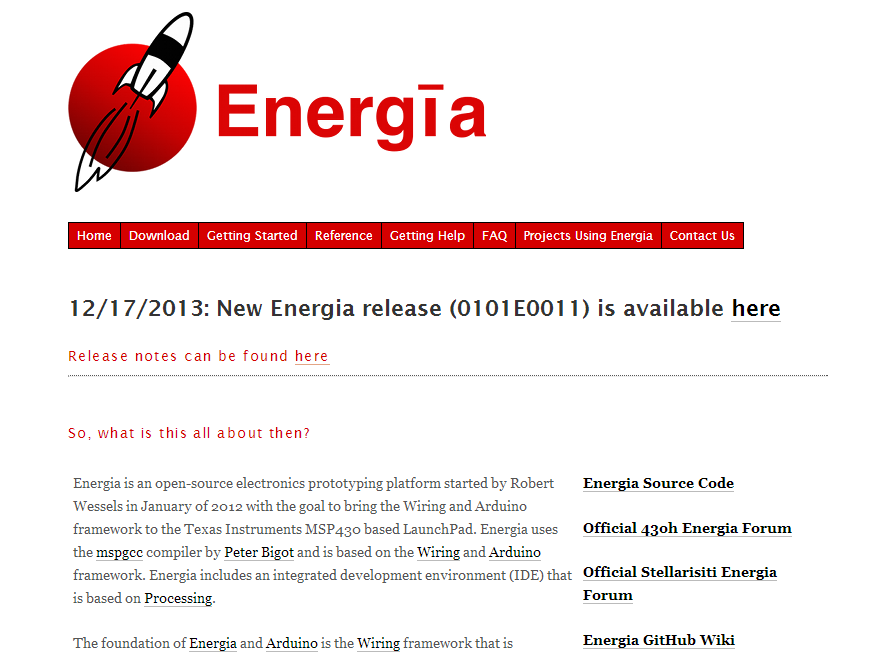 Energīa
Home Download Getting Started Reference Getting Help FAQ Projects Using Energia Contact Us
12/17/2013: New Energia release (0101E0011) is available here
Release notes can be found here
So, what is this all about then?
Energia is an open-source electronics prototyping platform started by Robert
Wessels in January of 2012 with the goal to bring the Wiring and Arduino
framework to the Texas Instruments MSP430 based LaunchPad. Energia uses
the mspgcc compiler by Peter Bigot and is based on the Wiring and Arduino
framework. Energia includes an integrated development environment (IDE) that
is based on Processing.
The foundation of Energia and Arduino is the Wiring framework that is
Energia Source Code
Official 43oh Energia Forum
Official Stellarisiti Energia
Forum
Energia GitHub Wiki